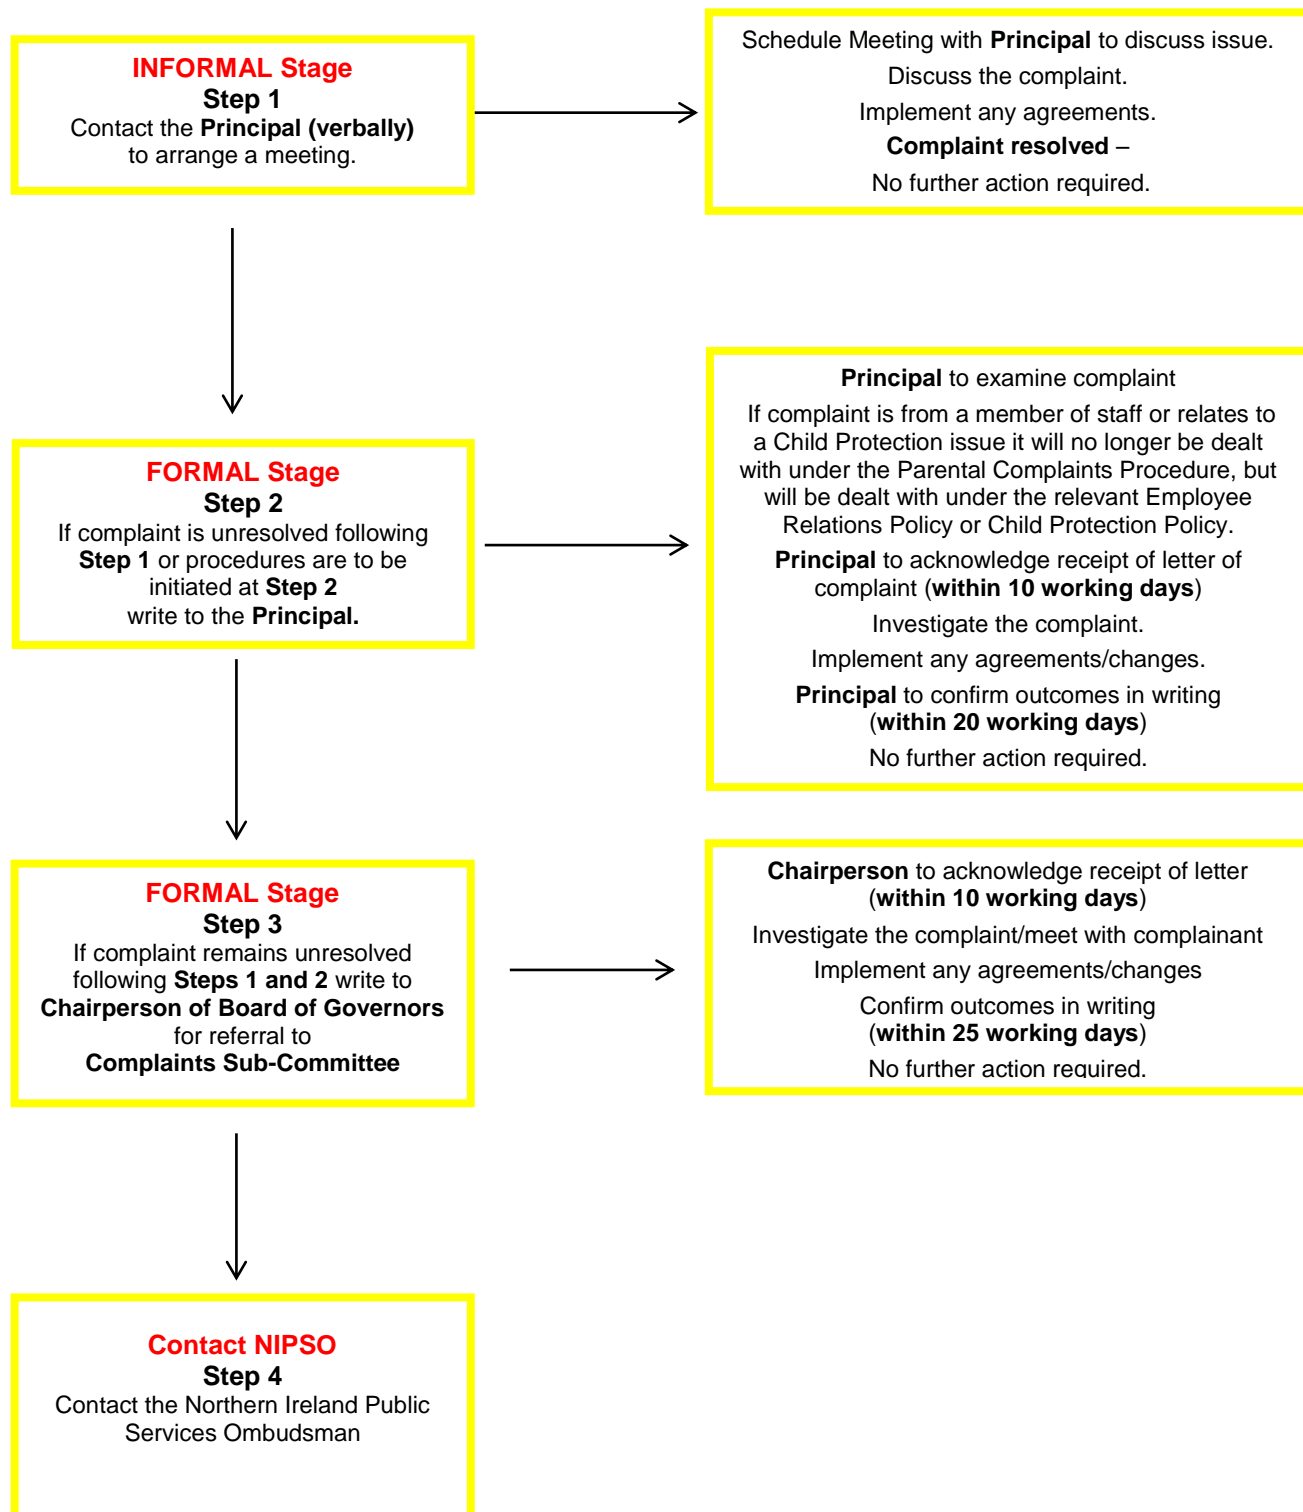 INFORMAL Stage
Step 1
Contact the Principal (verbally)
to arrange a meeting.
Schedule Meeting with Principal to discuss issue.
Discuss the complaint.
Implement any agreements.
Complaint resolved –
No further action required.
FORMAL Stage
Step 2
If complaint is unresolved following
Step 1 or procedures are to be
initiated at Step 2
write to the Principal.
Principal to examine complaint
If complaint is from a member of staff or relates to
a Child Protection issue it will no longer be dealt
with under the Parental Complaints Procedure, but
will be dealt with under the relevant Employee
Relations Policy or Child Protection Policy.
Principal to acknowledge receipt of letter of
complaint (within 10 working days)
Investigate the complaint.
Implement any agreements/changes.
Principal to confirm outcomes in writing
(within 20 working days)
No further action required.
FORMAL Stage
Step 3
If complaint remains unresolved
following Steps 1 and 2 write to
Chairperson of Board of Governors
for referral to
Complaints Sub-Committee
Chairperson to acknowledge receipt of letter
(within 10 working days)
Investigate the complaint/meet with complainant
Implement any agreements/changes
Confirm outcomes in writing
(within 25 working days)
No further action required.
Contact NIPSO
Step 4
Contact the Northern Ireland Public
Services Ombudsman